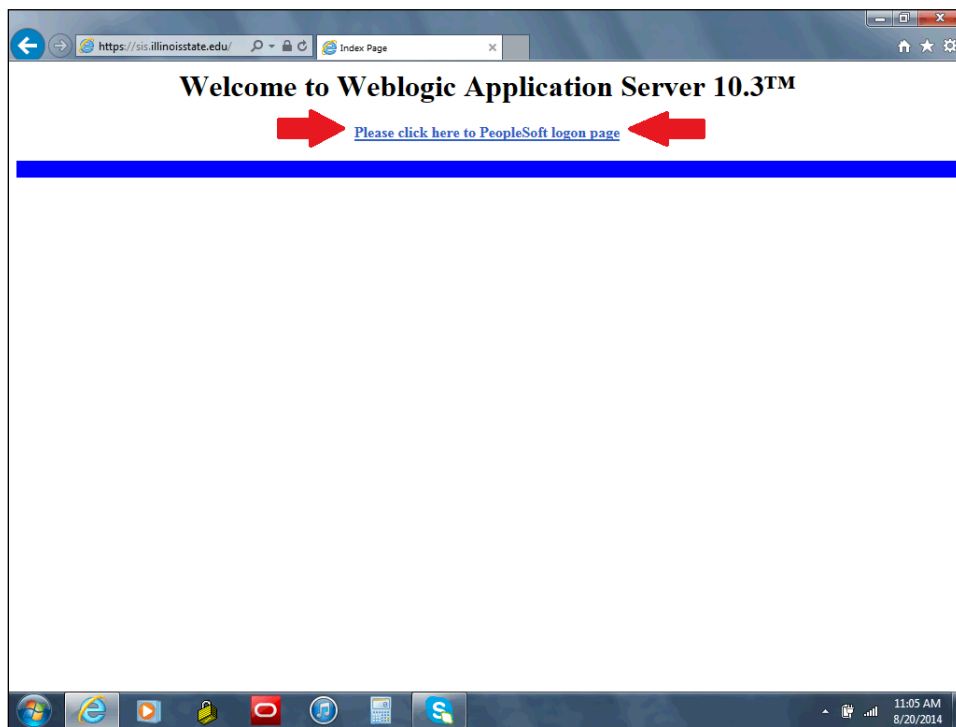 https://sis.illinoisstate.edu/
Index Page
Welcome to Weblogic Application Server 10.3™
Please click here to PeopleSoft logon page
11:05 AM
8/20/2014